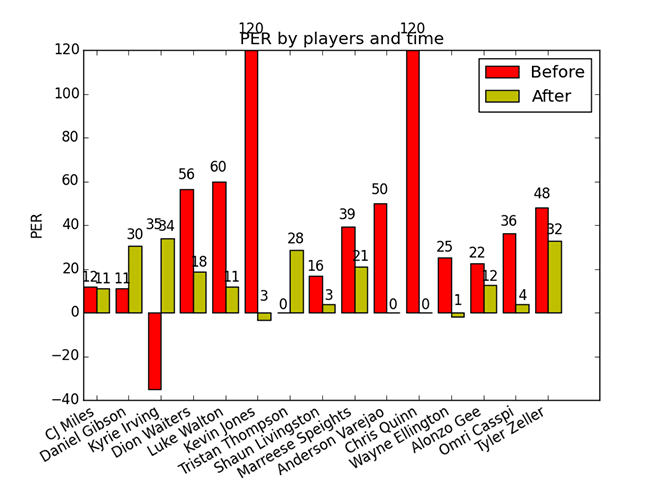 120 120
PER by players and time
Before
After
PER
120
100
80
60
40
20
0
−20
−40
12 11 11 30 35 34 56 18 60 11 3 0 28 16 3 39 21 50 0 0 25 1 22 12 36 4 48 32
CJ Miles
Daniel Gibson
Kyrie Irving
Dion Waiters
Luke Walton
Kevin Jones
Tristan Thompson
Shaun Livingston
Marreese Speights
Anderson Varejao
Chris Quinn
Wayne Ellington
Alonzo Gee
Omri Casspi
Tyler Zeller